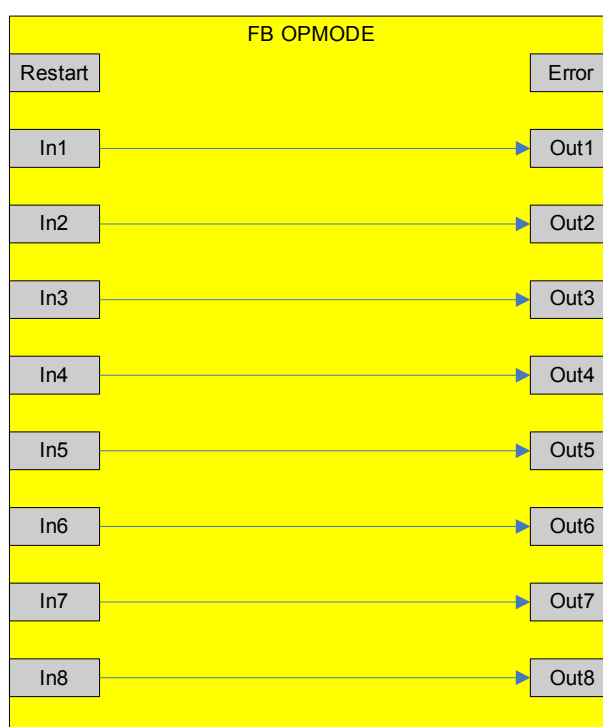 FB OPMODE
Restart Error
In1 Out1
In2 Out2
In3 Out3
In4 Out4
In5 Out5
In6 Out6
In7 Out7
In8 Out8